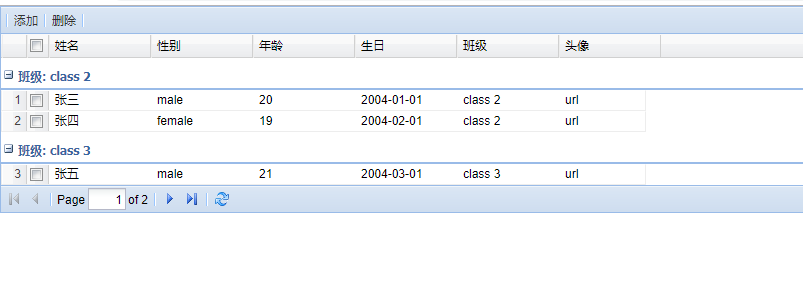 添加 删除
姓名 性别 年龄 生日 班级 头像
班级: class 2
1 张三 male 20 2004-01-01 class 2 url
2 张四 female 19 2004-02-01 class 2 url
班级: class 3
3 张五 male 21 2004-03-01 class 3 url
Page 1 of 2